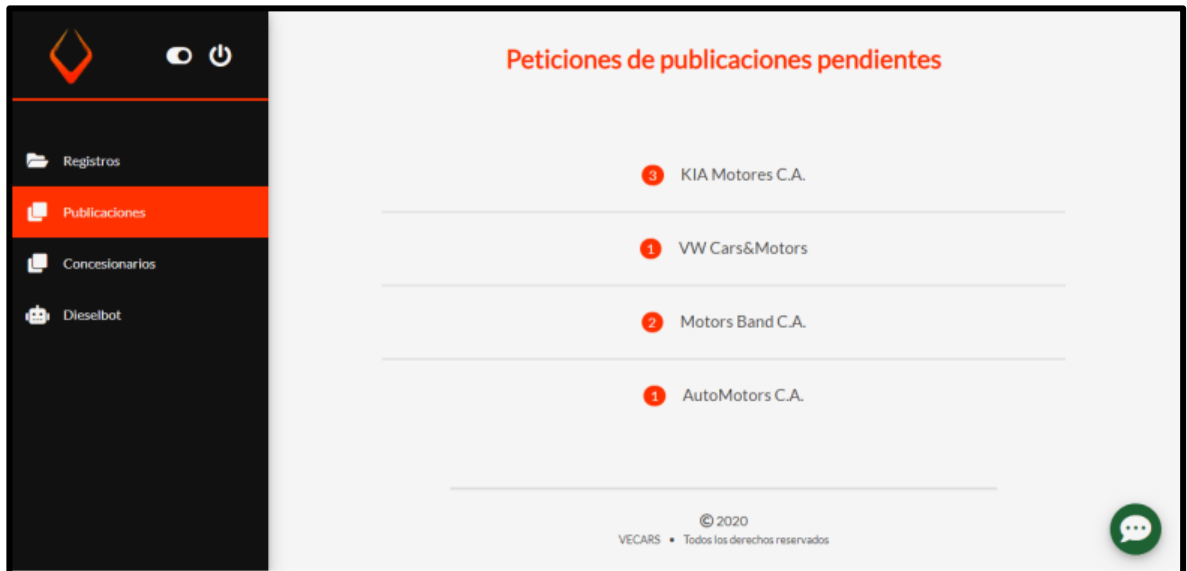 Peticiones de publicaciones pendientes
Registros
Publicaciones
Concesionarios
Dieselbot
3 KIA Motores C.A.
1 VW Cars&Motors
2 Motors Band C.A.
1 AutoMotors C.A.
© 2020
VECARS • Todos los derechos reservados